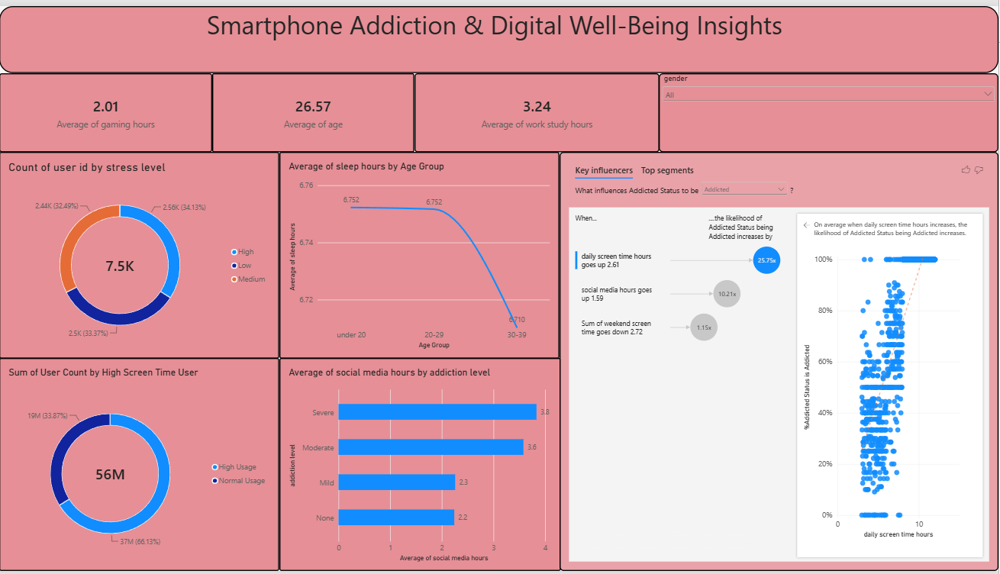 Smartphone Addiction & Digital Well-Being Insights
2.01
Average of gaming hours
26.57
Average of age
3.24
Average of work study hours
gender
All
Count of user id by stress level
2.44K (32.49%)
2.56K (34.13%)
7.5K
High
Low
Medium
2.5K (33.37%)
Average of sleep hours by Age Group
6.76
6.74
6.72
Average of sleep hours
6.752
6.752
6.710
under 20
20-29
30-39
Age Group
Sum of User Count by High Screen Time User
19M (33.87%)
56M
High Usage
Normal Usage
37M (66.13%)
Average of social media hours by addiction level
addiction level
Severe
3.8
Moderate
3.6
Mild
2.3
None
2.2
0
1
2
3
4
Average of social media hours
Key influencers
Top segments
What influences Addicted Status to be
Addicted
?
When...
....the likelihood of
Addicted Status being
Addicted increases by
daily screen time hours
goes up 2.61
25.75x
social media hours goes
up 1.59
10.21x
Sum of weekend screen
time goes down 2.72
1.15x
On average when daily screen time hours increases, the
likelihood of Addicted Status being Addicted increases.
100%
80%
60%
40%
20%
0%
%Addicted Status is Addicted
0
10
daily screen time hours